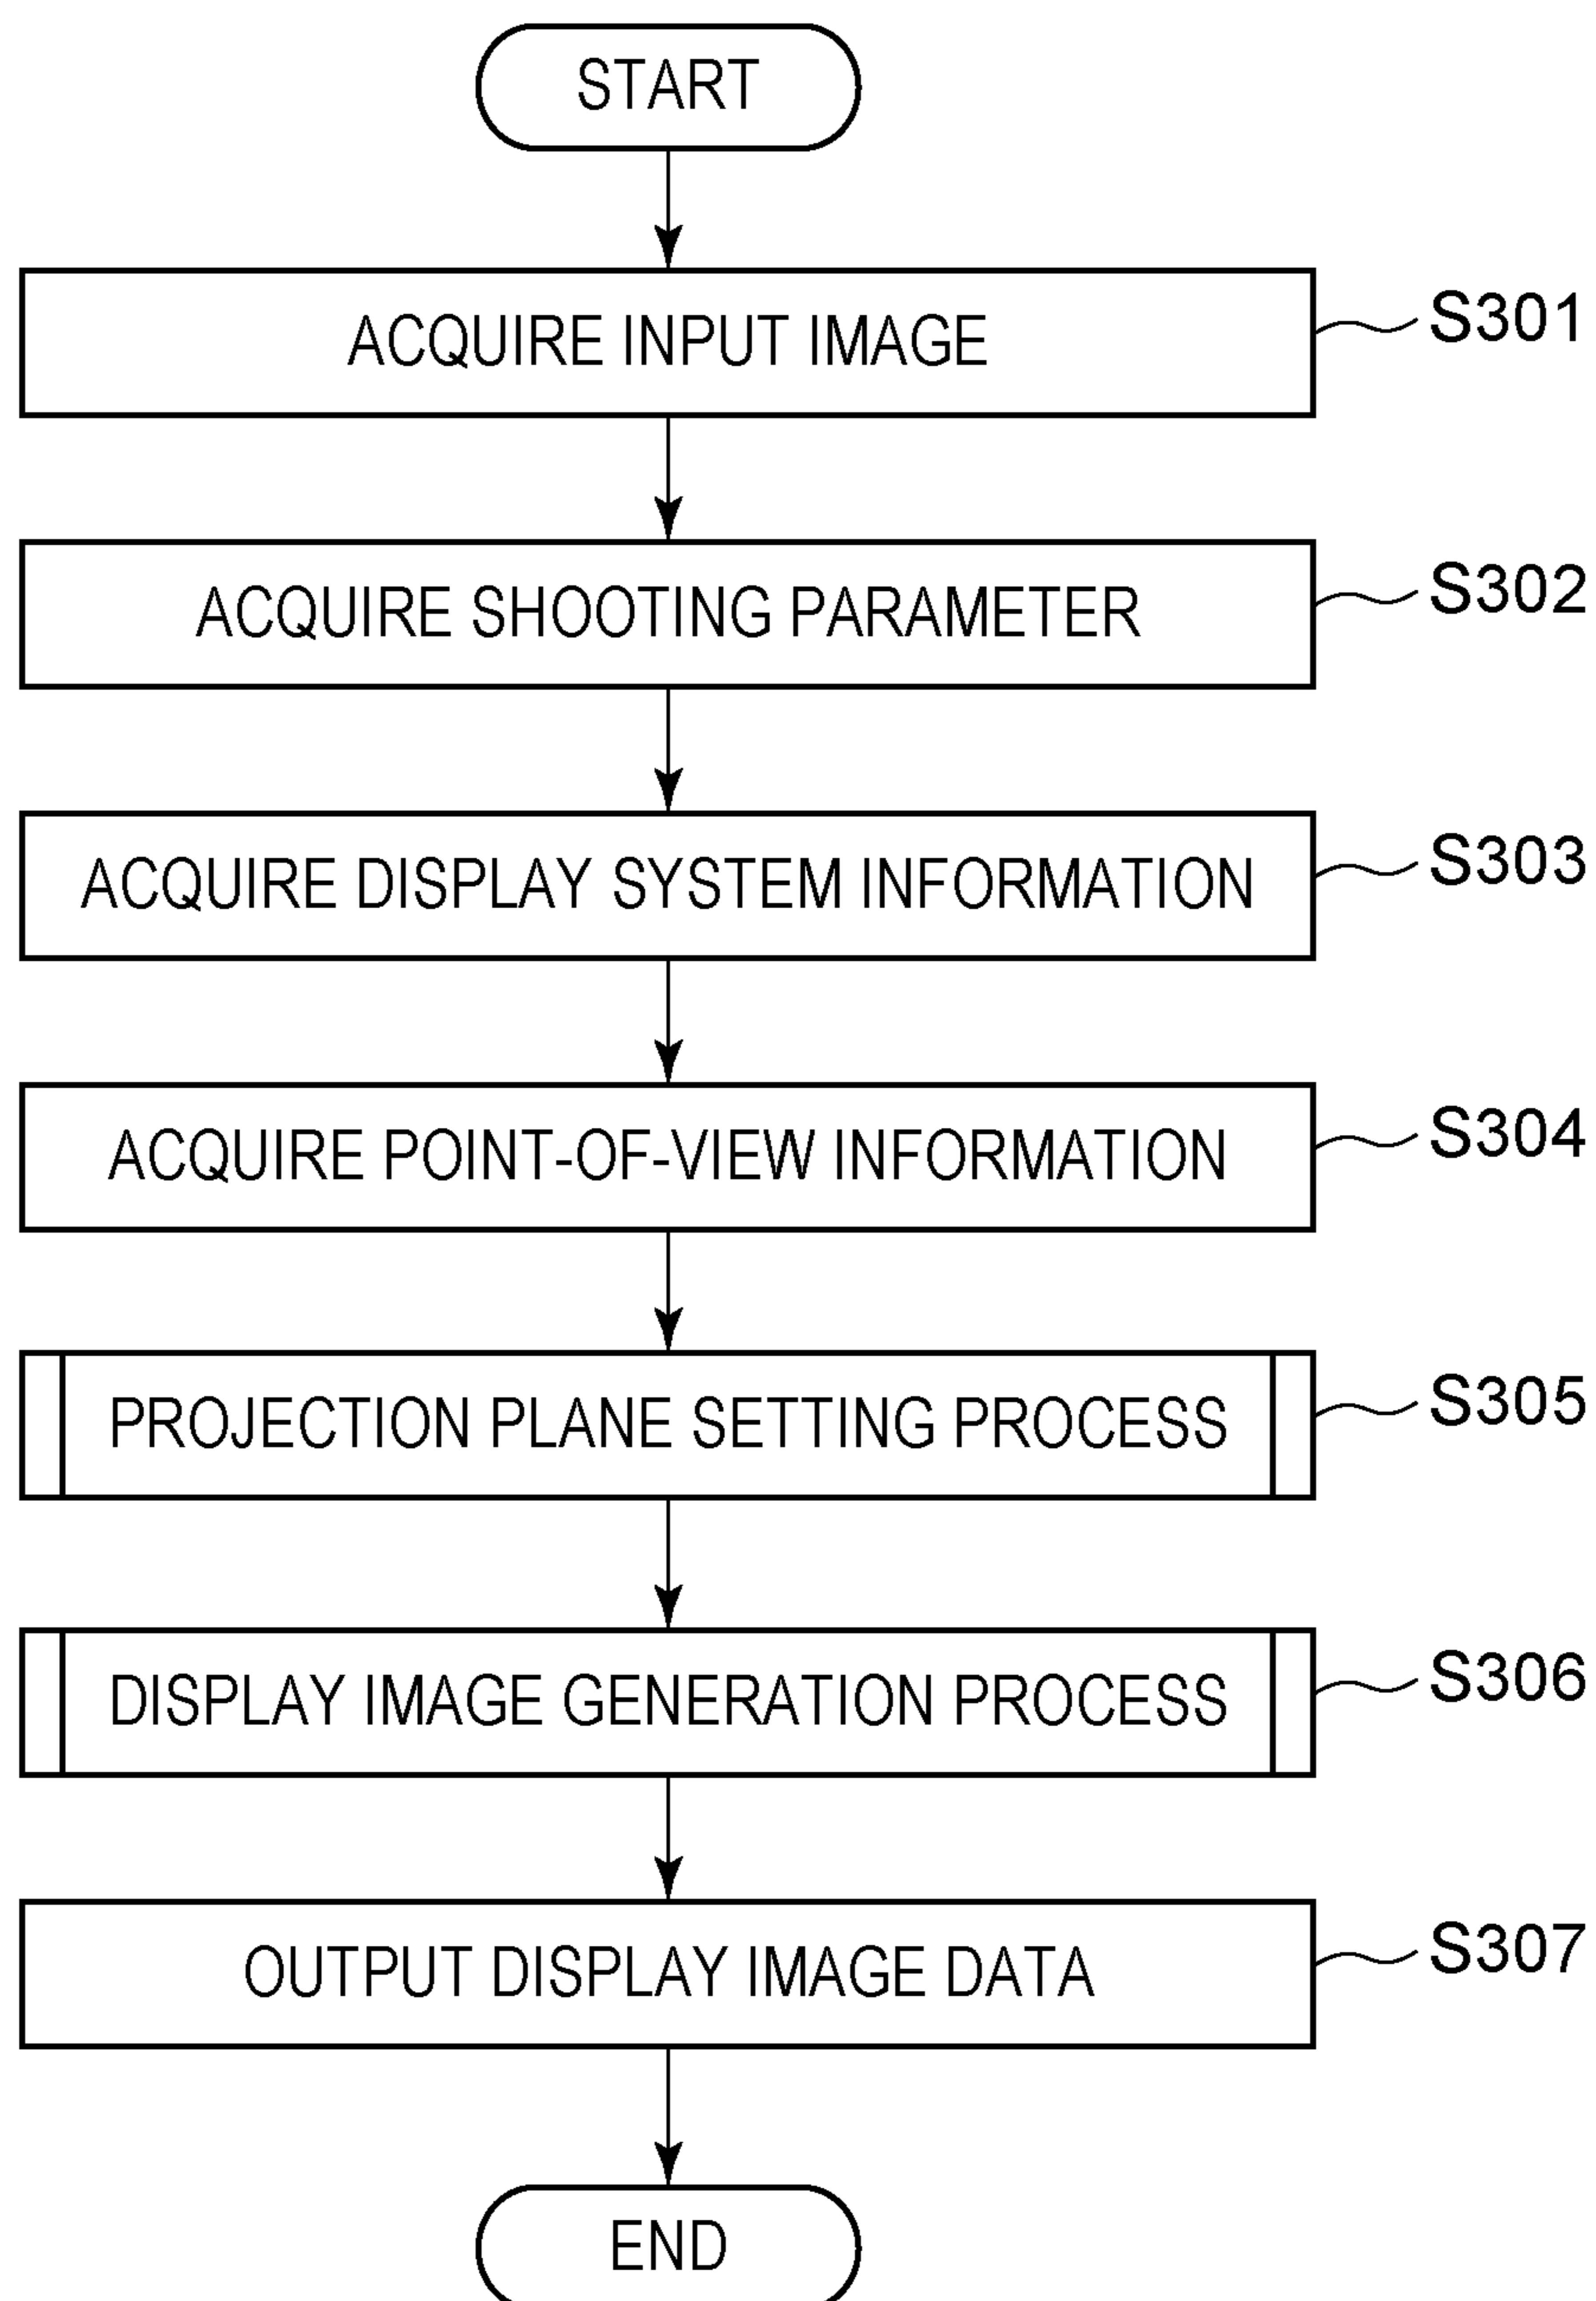 START
ACQUIRE INPUT IMAGE S301
ACQUIRE SHOOTING PARAMETER S302
ACQUIRE DISPLAY SYSTEM INFORMATION S303
ACQUIRE POINT-OF-VIEW INFORMATION S304
PROJECTION PLANE SETTING PROCESS S305
DISPLAY IMAGE GENERATION PROCESS S306
OUTPUT DISPLAY IMAGE DATA S307
END